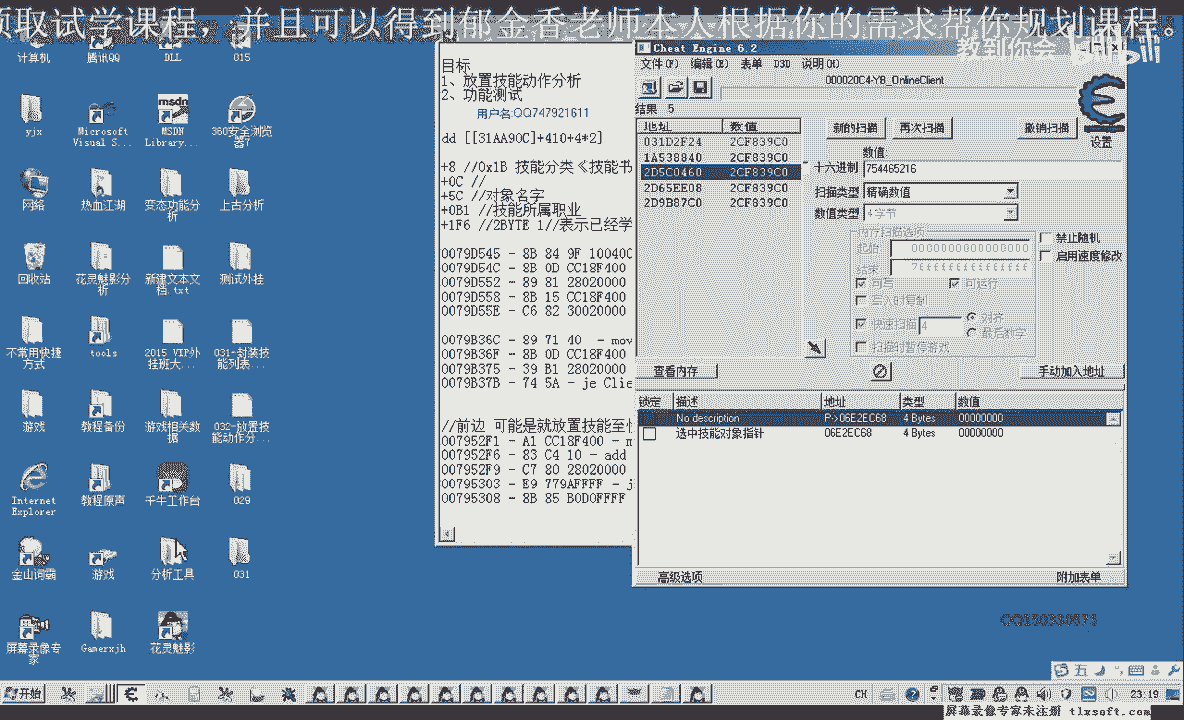 领取试学课程，并且可以得到郁金香老师本人根据你的需求帮你规划课程。
教到你会 bilibili
计算机
腾讯QQ
DLL
015
yjx
Microsoft Visual S...
MSDN Library...
360安全浏览器7
网络
热血江湖
变态功能分析
上古分析
回收站
花灵魅影分析
新建文本文档.txt
测试外挂
不常用快捷方式
tools
2015 VIP外挂班大...
031-封装技能列表...
游戏
教程备份
游戏相关数据
032-放置技能动作分...
Internet Explorer
教程原声
千牛工作台
029
金山词霸
游戏
分析工具
031
屏幕录像专家
Gamerxjh
花灵魅影
目标
1、放置技能动作分析
2、功能测试
用户名:QQ747921611
dd [[31AA90C]+410+4*2]
+8 //0x1B 技能分类《技能书
+0C //
+5C //对象名字
+0B1 //技能所属职业
+1F6 //2BYTE 1//表示已经学
0079D545 - 8B 84 9F 100400
0079D54C - 8B 0D CC18F400
0079D552 - 89 81 28020000
0079D558 - 8B 15 CC18F400
0079D55E - C6 82 30020000
0079B36C - 89 71 40  - mov
0079B36F - 8B 0D CC18F400
0079B375 - 39 B1 28020000
0079B37B - 74 5A - je Clie
//前边 可能是就放置技能至
007952F1 - A1 CC18F400 - m
007952F6 - 83 C4 10 - add
007952F9 - C7 80 28020000
00795303 - E9 779AFFFF - j
00795308 - 8B 85 B0D0FFFF
Cheat Engine 6.2
文件(F) 编辑(E) 表单 D3D 说明(H)
000020C4-YB_OnlineClient
结果 5
地址 数值
031D2F24 2CF839C0
1A538840 2CF839C0
2D5C0460 2CF839C0
2D65EE08 2CF839C0
2D9B87C0 2CF839C0
新的扫描 再次扫描 撤销扫描
设置
数值
十六进制 754465216
扫描类型 精确数值
数值类型 4 字节
内存扫描选项
起始 0000000000000000
结束 7fffffffffffffff
可写 可运行
写入时复制
快速扫描 4 对齐
最后数字
扫描时暂停游戏
禁止随机
启用速度修改
查看内存 手动加入地址
锁定 描述 地址 类型 数值
No description P->06E2EC68 4 Bytes 00000000
选中技能对象指针 06E2EC68 4 Bytes 00000000
高级选项 附加表单
五
开始
CH
23:19
屏幕录像专家未注册 tlxsoft.com